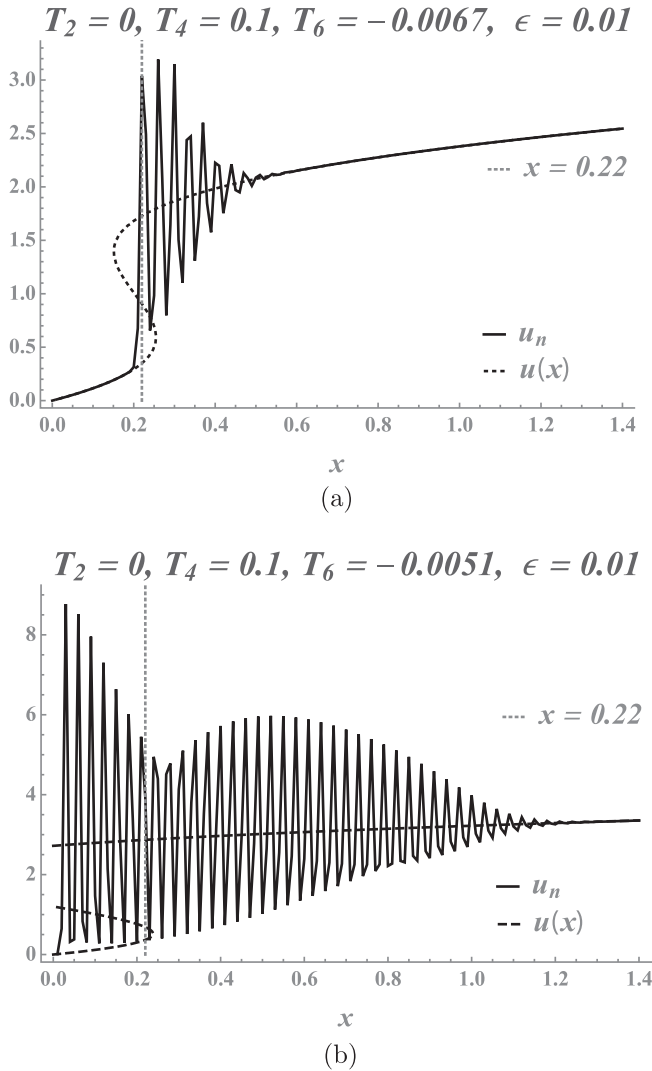 T₂ = 0, T₄ = 0.1, T₆ = −0.0067, ϵ = 0.01
3.0
2.5
2.0
1.5
1.0
0.5
0.0
x = 0.22
uₙ
u(x)
0.0 0.2 0.4 0.6 0.8 1.0 1.2 1.4
x
(a)
T₂ = 0, T₄ = 0.1, T₆ = −0.0051, ϵ = 0.01
8
6
4
2
0
x = 0.22
uₙ
u(x)
0.0 0.2 0.4 0.6 0.8 1.0 1.2 1.4
x
(b)